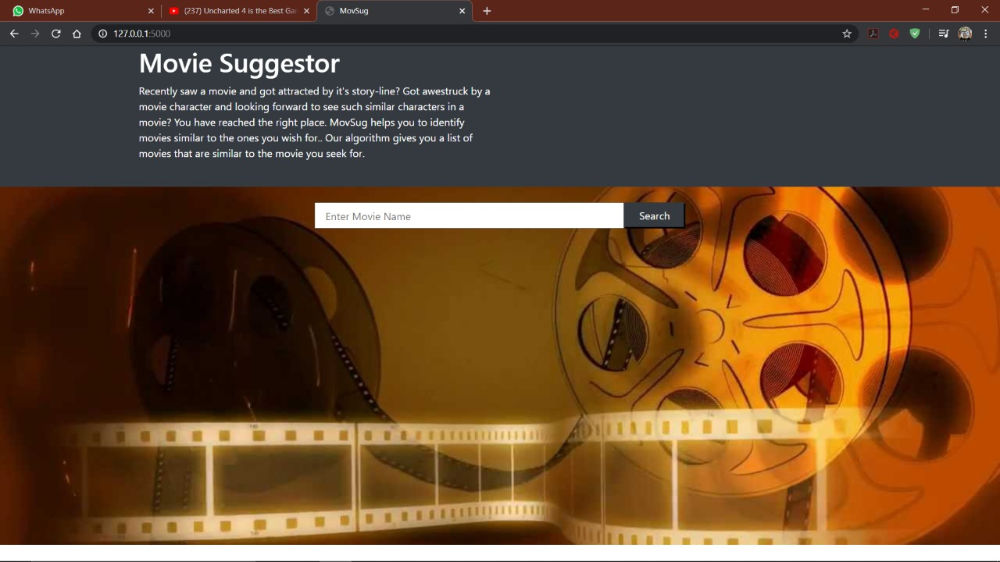 WhatsApp
(237) Uncharted 4 is the Best Gar
MovSug
127.0.0.1:5000
Movie Suggestor
Recently saw a movie and got attracted by it's story-line? Got awestruck by a
movie character and looking forward to see such similar characters in a
movie? You have reached the right place. MovSug helps you to identify
movies similar to the ones you wish for.. Our algorithm gives you a list of
movies that are similar to the movie you seek for.
Enter Movie Name
Search